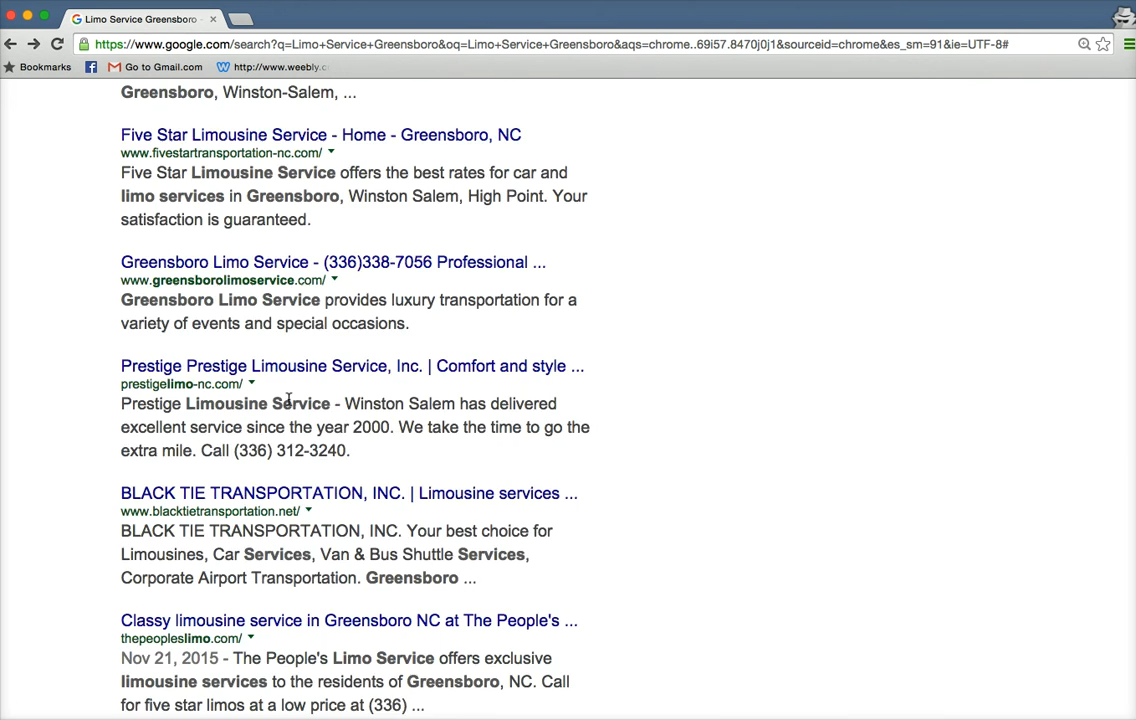 Limo Service Greensboro -
https://www.google.com/search?q=Limo+Service+Greensboro&oq=Limo+Service+Greensboro&aqs=chrome..69i57.8470j0j1&sourceid=chrome&es_sm=91&ie=UTF-8#
Bookmarks Go to Gmail.com http://www.weebly.c
Greensboro, Winston-Salem, ...
Five Star Limousine Service - Home - Greensboro, NC
www.fivestartransportation-nc.com/
Five Star Limousine Service offers the best rates for car and
limo services in Greensboro, Winston Salem, High Point. Your
satisfaction is guaranteed.
Greensboro Limo Service - (336)338-7056 Professional ...
www.greensborolimoservice.com/
Greensboro Limo Service provides luxury transportation for a
variety of events and special occasions.
Prestige Prestige Limousine Service, Inc. | Comfort and style ...
prestigelimo-nc.com/
Prestige Limousine Service - Winston Salem has delivered
excellent service since the year 2000. We take the time to go the
extra mile. Call (336) 312-3240.
BLACK TIE TRANSPORTATION, INC. | Limousine services ...
www.blacktietransportation.net/
BLACK TIE TRANSPORTATION, INC. Your best choice for
Limousines, Car Services, Van & Bus Shuttle Services,
Corporate Airport Transportation. Greensboro ...
Classy limousine service in Greensboro NC at The People's ...
thepeopleslimo.com/
Nov 21, 2015 - The People's Limo Service offers exclusive
limousine services to the residents of Greensboro, NC. Call
for five star limos at a low price at (336) ...